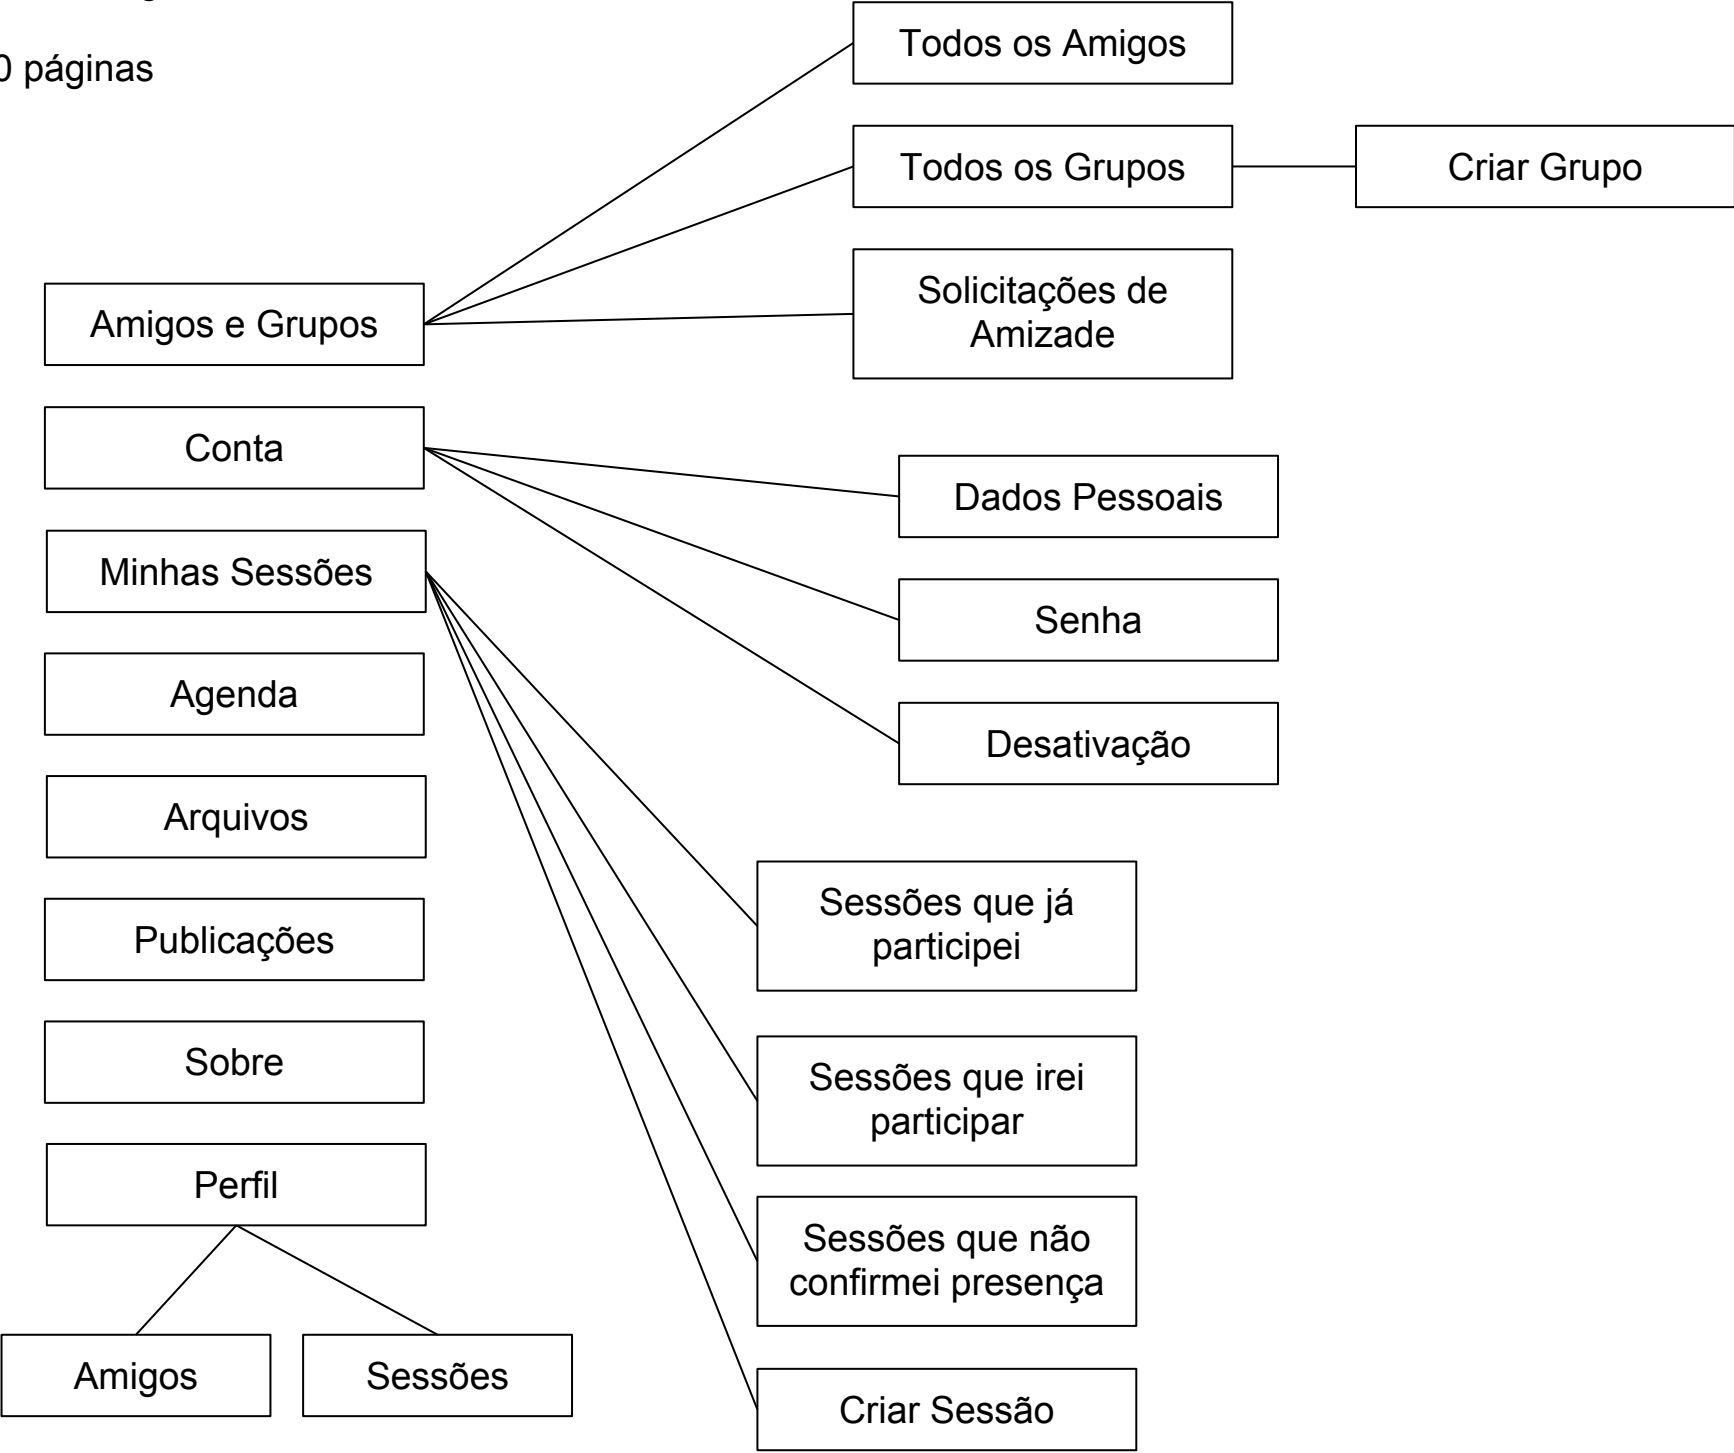 0 páginas
Todos os Amigos
Todos os Grupos
Criar Grupo
Solicitações de
Amizade
Amigos e Grupos
Conta
Dados Pessoais
Minhas Sessões
Senha
Agenda
Desativação
Arquivos
Sessões que já
participei
Publicações
Sobre
Sessões que irei
participar
Perfil
Sessões que não
confirmei presença
Amigos
Sessões
Criar Sessão